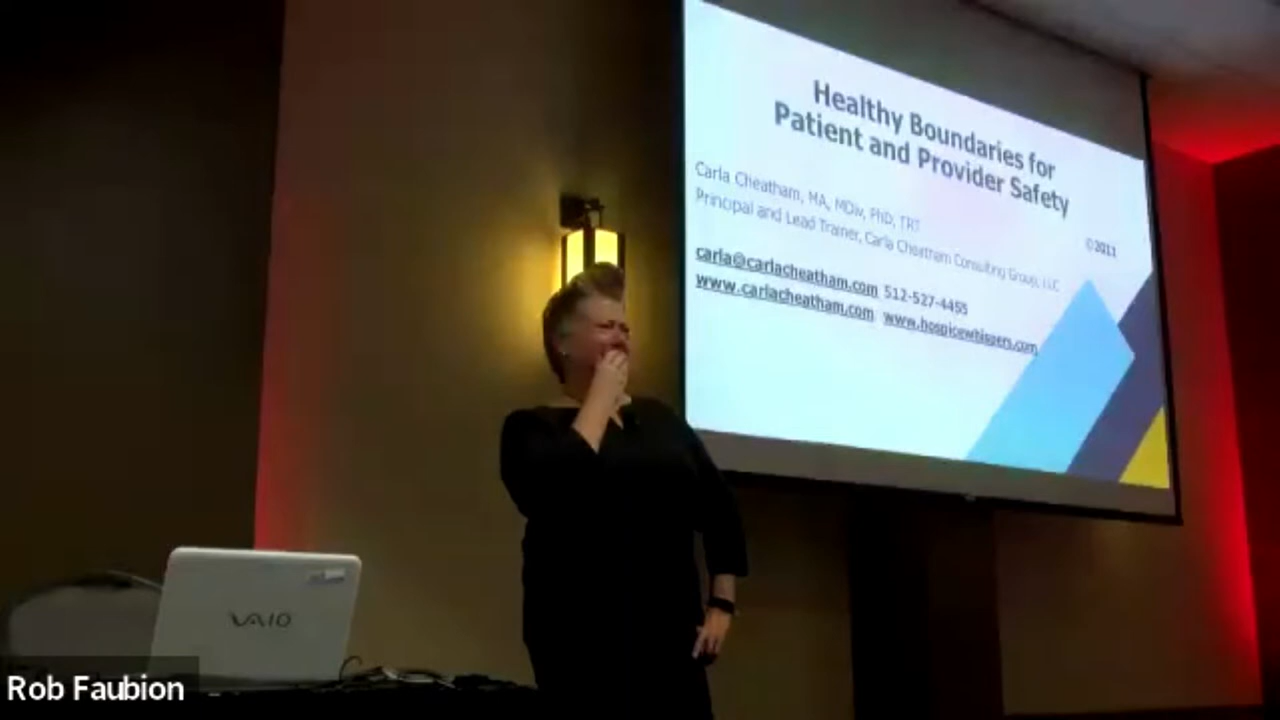 Healthy Boundaries for
Patient and Provider Safety
Carla Cheatham, MA, MDiv, PhD, TRT
Principal and Lead Trainer, Carla Cheatham Consulting Group, LLC
©2011
carla@carlacheatham.com 512-527-4455
www.carlacheatham.com www.hospicewhispers.com
VAIO
Rob Faubion